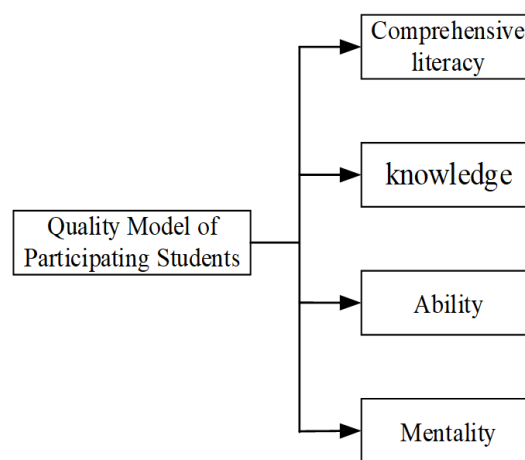 Comprehensive
literacy
knowledge
Quality Model of
Participating Students
Ability
Mentality